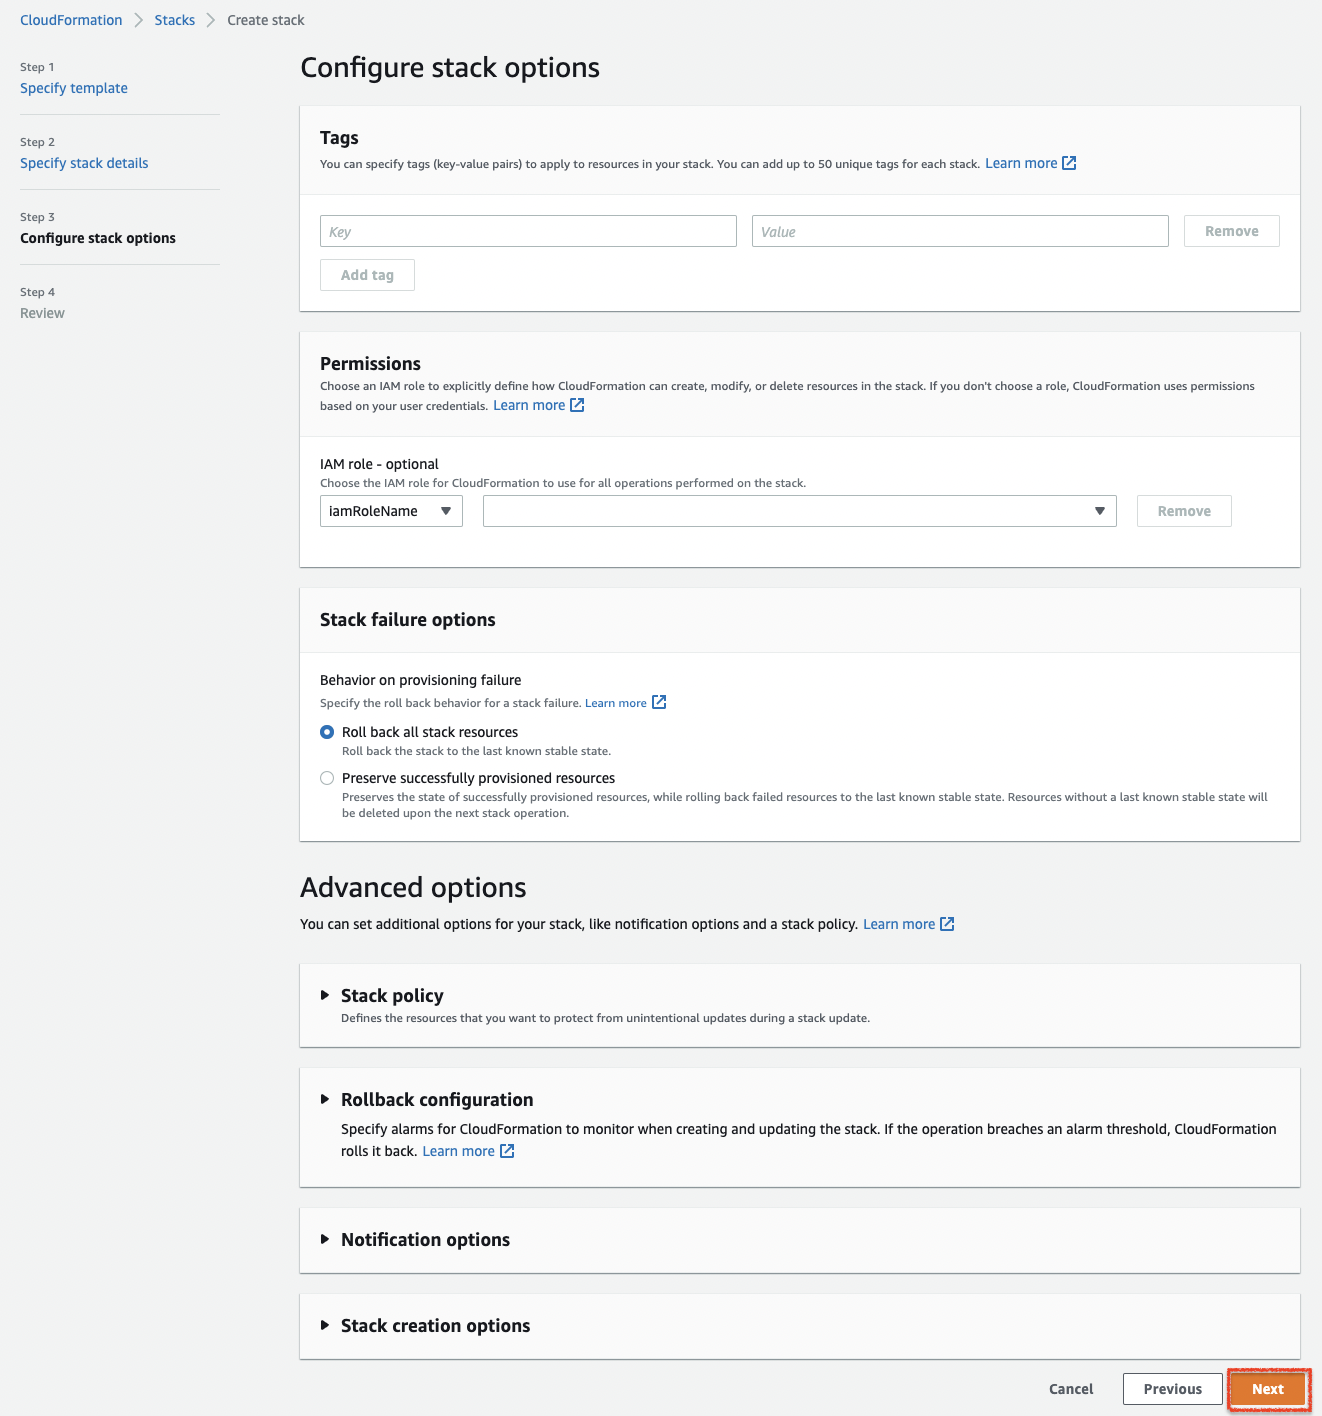 CloudFormation > Stacks > Create stack
Step 1
Specify template
Step 2
Specify stack details
Step 3
Configure stack options
Step 4
Review
Configure stack options
Tags
You can specify tags (key-value pairs) to apply to resources in your stack. You can add up to 50 unique tags for each stack. Learn more
Key Value Remove
Add tag
Permissions
Choose an IAM role to explicitly define how CloudFormation can create, modify, or delete resources in the stack. If you don't choose a role, CloudFormation uses permissions
based on your user credentials. Learn more
IAM role - optional
Choose the IAM role for CloudFormation to use for all operations performed on the stack.
iamRoleName Remove
Stack failure options
Behavior on provisioning failure
Specify the roll back behavior for a stack failure. Learn more
Roll back all stack resources
Roll back the stack to the last known stable state.
Preserve successfully provisioned resources
Preserves the state of successfully provisioned resources, while rolling back failed resources to the last known stable state. Resources without a last known stable state will
be deleted upon the next stack operation.
Advanced options
You can set additional options for your stack, like notification options and a stack policy. Learn more
Stack policy
Defines the resources that you want to protect from unintentional updates during a stack update.
Rollback configuration
Specify alarms for CloudFormation to monitor when creating and updating the stack. If the operation breaches an alarm threshold, CloudFormation
rolls it back. Learn more
Notification options
Stack creation options
Cancel Previous Next